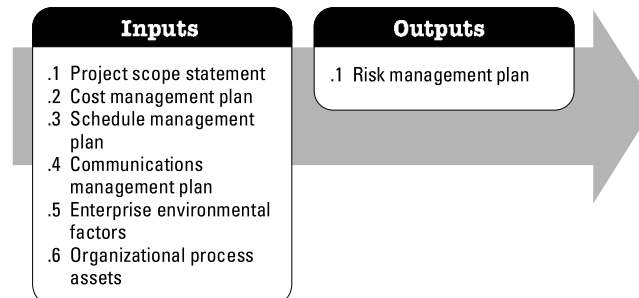 Inputs
.1 Project scope statement
.2 Cost management plan
.3 Schedule management
plan
.4 Communications
management plan
.5 Enterprise environmental
factors
.6 Organizational process
assets
Outputs
.1 Risk management plan